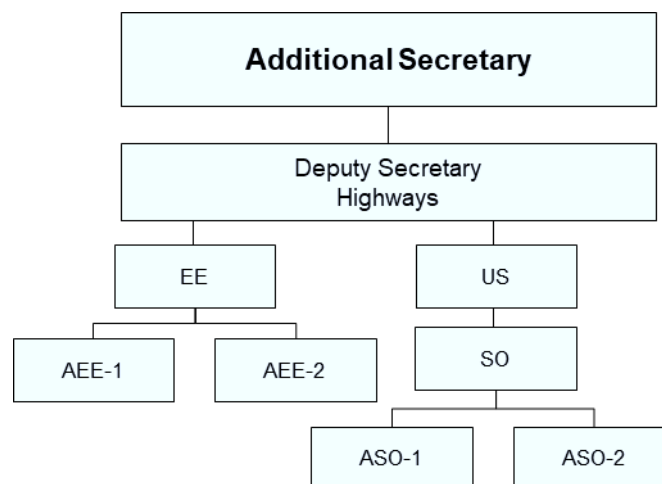 Additional Secretary
Deputy Secretary
Highways
EE
US
AEE-1
AEE-2
SO
ASO-1
ASO-2